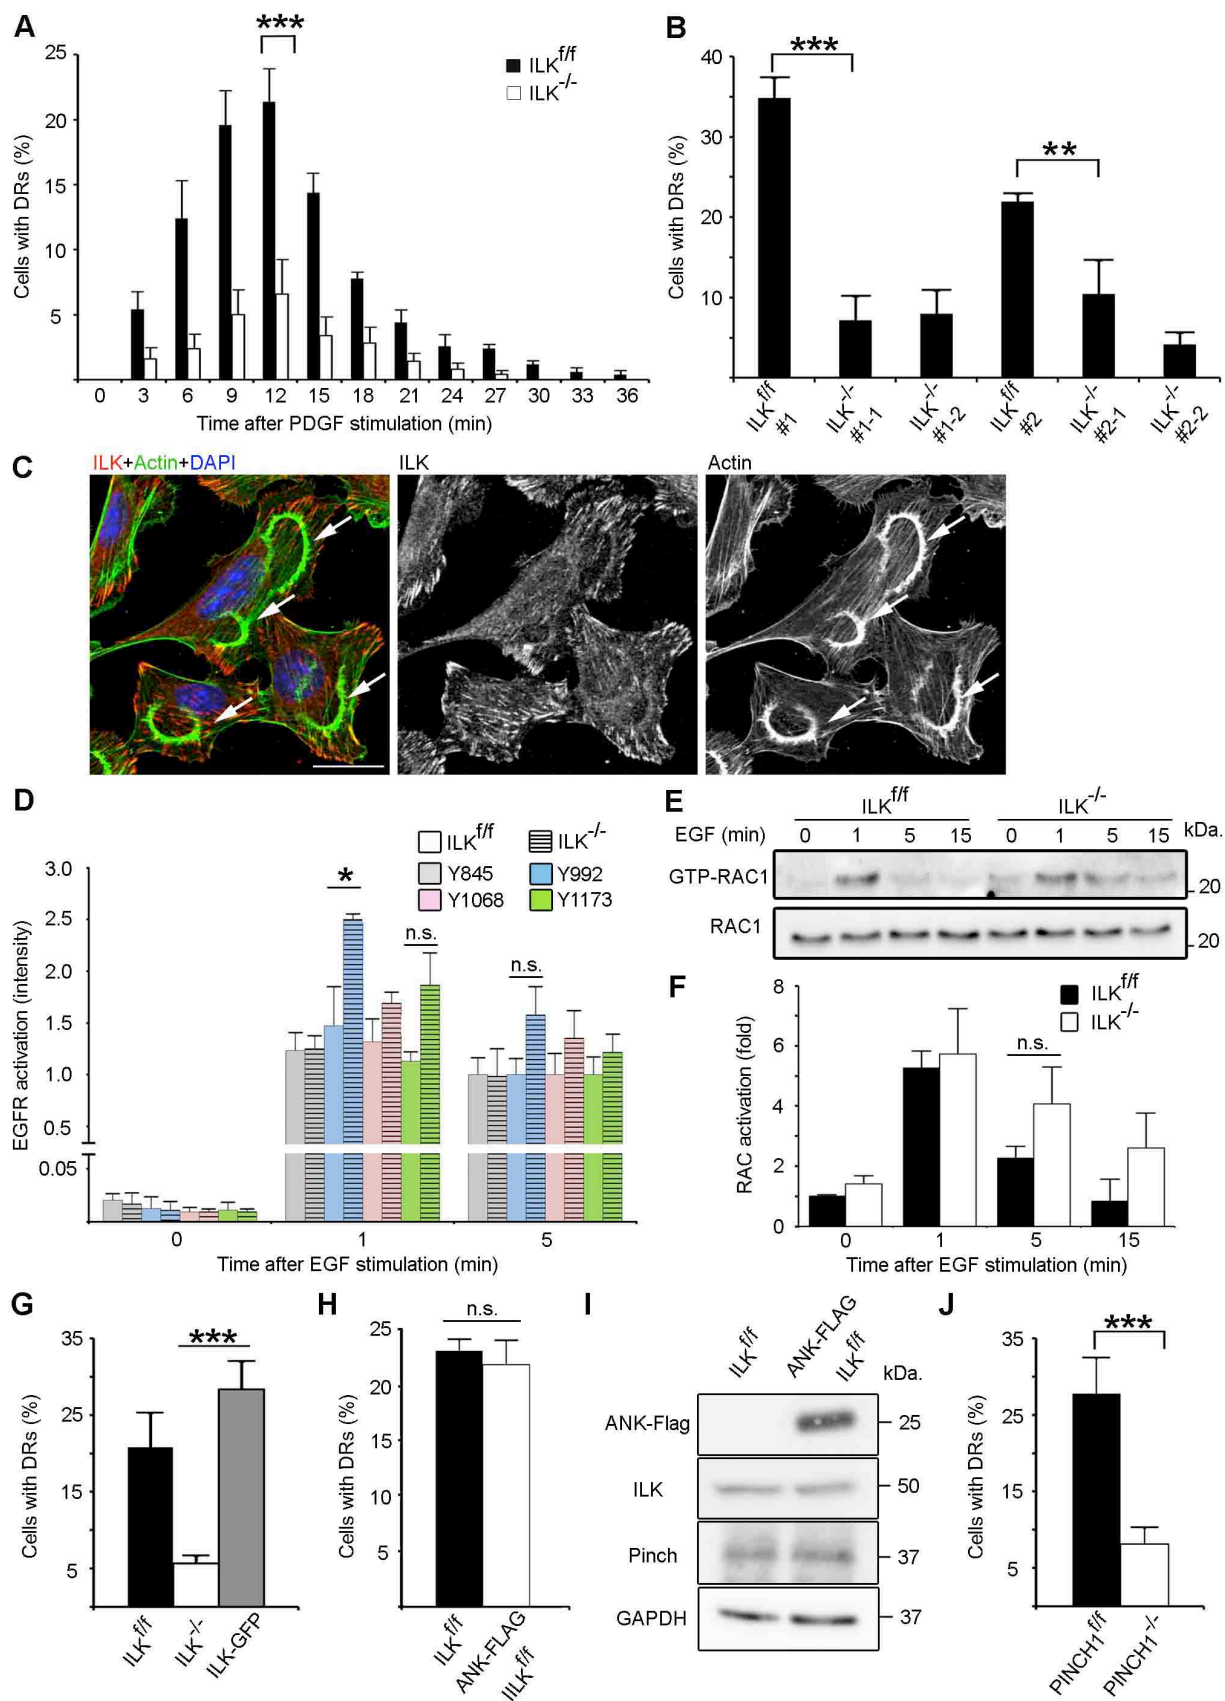 A
***
ILK f/f
ILK -/-
Cells with DRs (%)
25
20
15
10
5
0 3 6 9 12 15 18 21 24 27 30 33 36
Time after PDGF stimulation (min)
B
***
**
Cells with DRs (%)
40
30
20
10
ILK f/f #1
ILK -/- #1-1
ILK -/- #1-2
ILK f/f #2
ILK -/- #2-1
ILK -/- #2-2
C
ILK+Actin+DAPI
ILK
Actin
D
ILK f/f
ILK -/-
Y845
Y992
Y1068
Y1173
*
n.s.
n.s.
EGFR activation (intensity)
3.0
2.5
2.0
1.5
1.0
0.5
0.05
0 1 5
Time after EGF stimulation (min)
E
ILK f/f
ILK -/-
EGF (min) 0 1 5 15 0 1 5 15 kDa.
GTP-RAC1
20
RAC1
20
F
ILK f/f
ILK -/-
n.s.
RAC activation (fold)
8
6
4
2
0
0 1 5 15
Time after EGF stimulation (min)
G
***
Cells with DRs (%)
35
25
15
5
ILK f/f
ILK -/-
ILK-GFP
H
n.s.
Cells with DRs (%)
25
20
15
10
5
ILK f/f
ANK-FLAG
IILK f/f
I
ILK f/f
ANK-FLAG
ILK f/f
kDa.
ANK-Flag
25
ILK
50
Pinch
37
GAPDH
37
J
***
Cells with DRs (%)
35
25
15
5
PINCH1 f/f
PINCH1 -/-